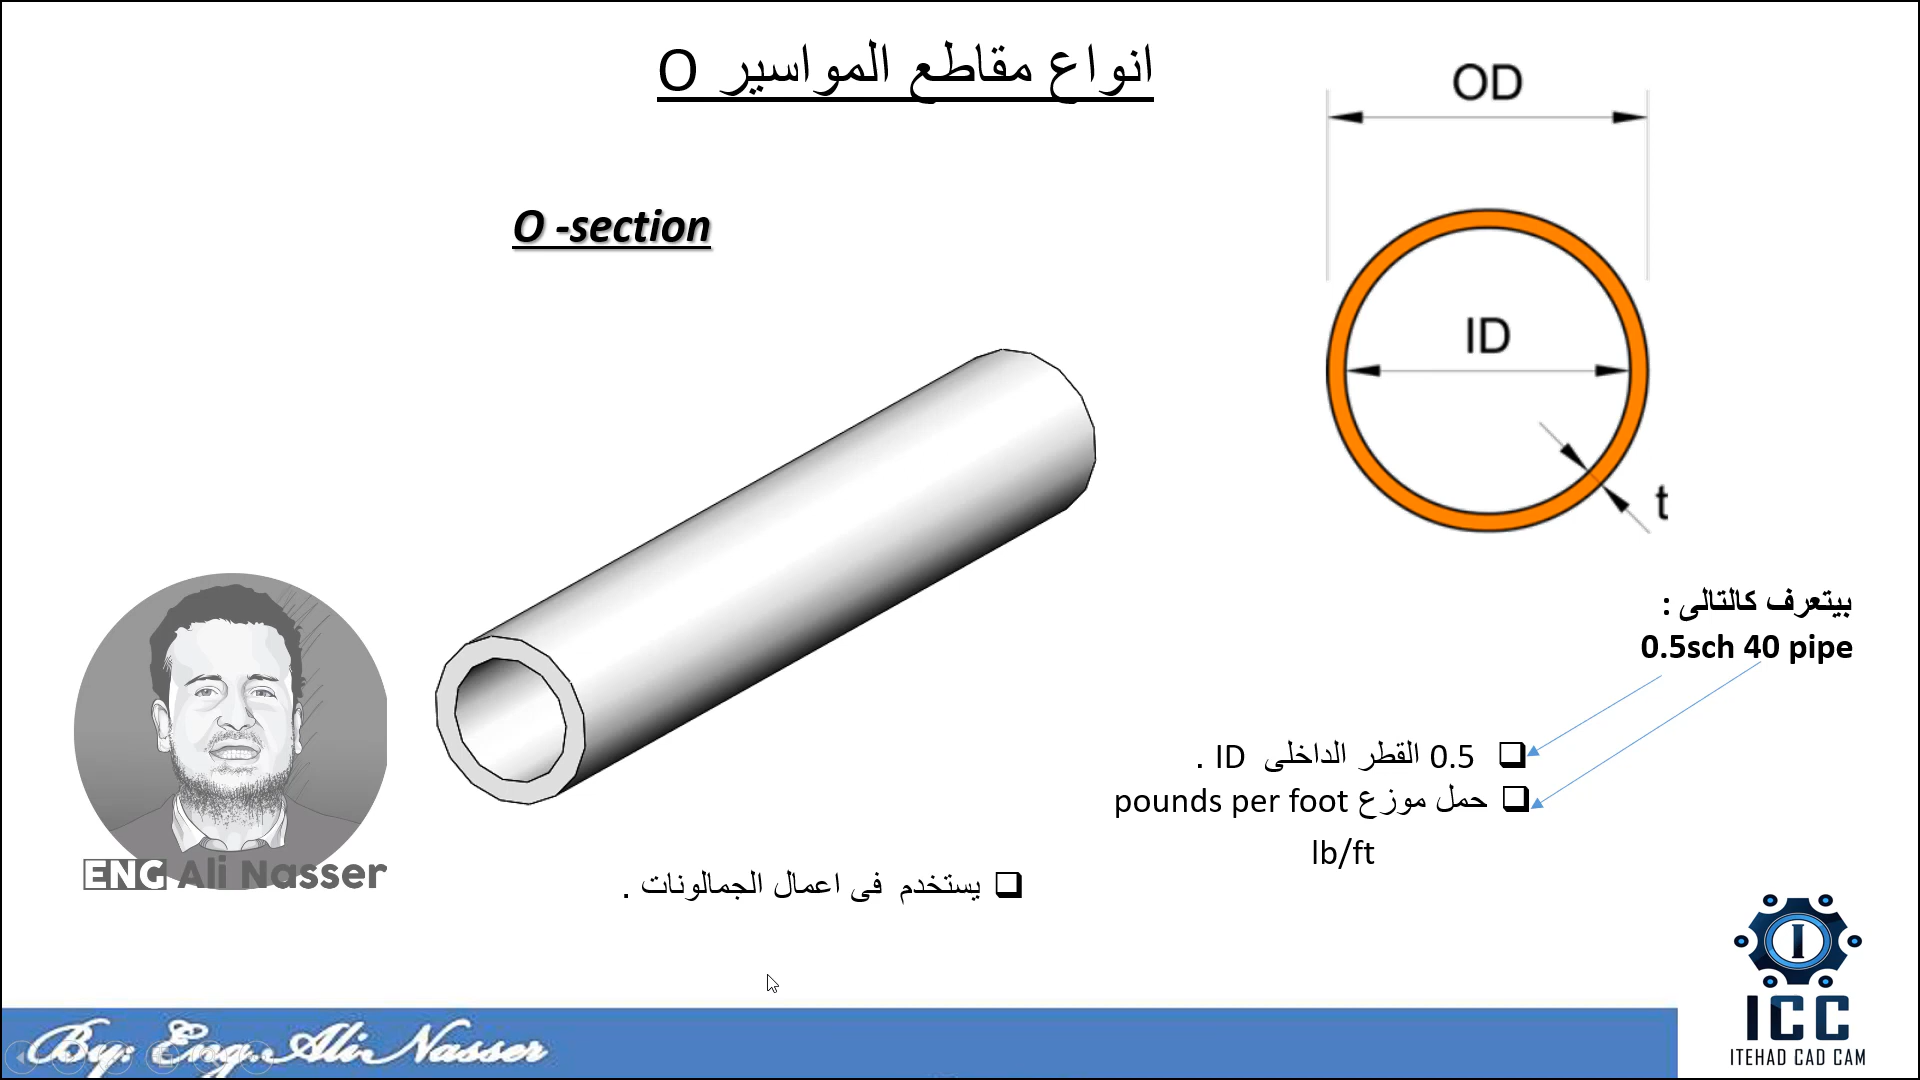 انواع مقاطع المواسير O
OD
O -section
ID
t
بيتعرف كالتالى :
0.5sch 40 pipe
❑ 0.5 القطر الداخلى ID .
❑ حمل موزع pounds per foot
lb/ft
❑ يستخدم فى اعمال الجمالونات .
ENG Ali Nasser
By: Eng. Ali Nasser
I
ICC
ITEHAD CAD CAM